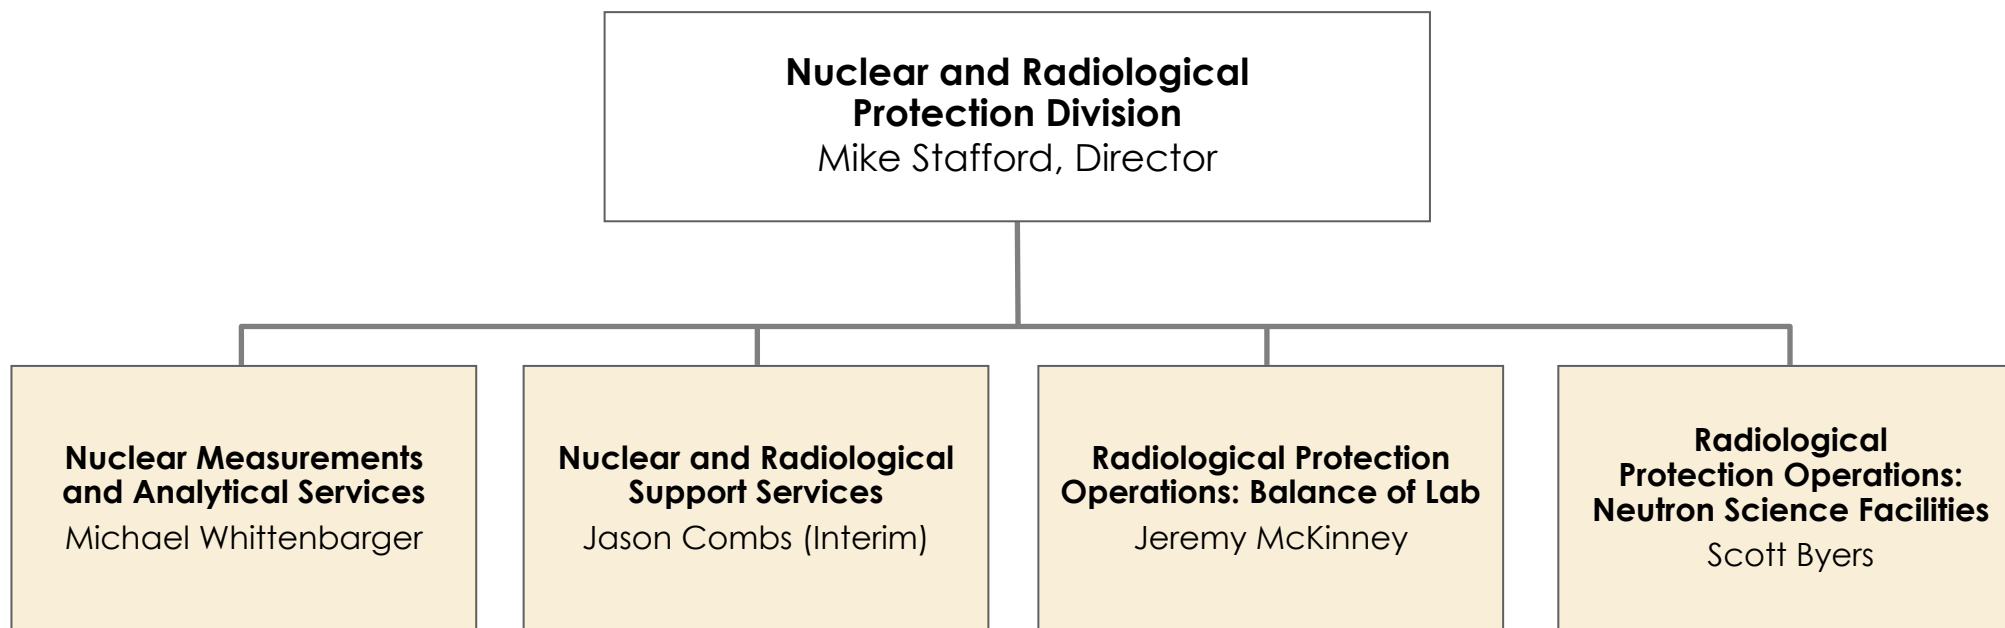 Nuclear and Radiological
Protection Division
Mike Stafford, Director
Nuclear Measurements
and Analytical Services
Michael Whittenbarger
Nuclear and Radiological
Support Services
Jason Combs (Interim)
Radiological Protection
Operations: Balance of Lab
Jeremy McKinney
Radiological
Protection Operations:
Neutron Science Facilities
Scott Byers